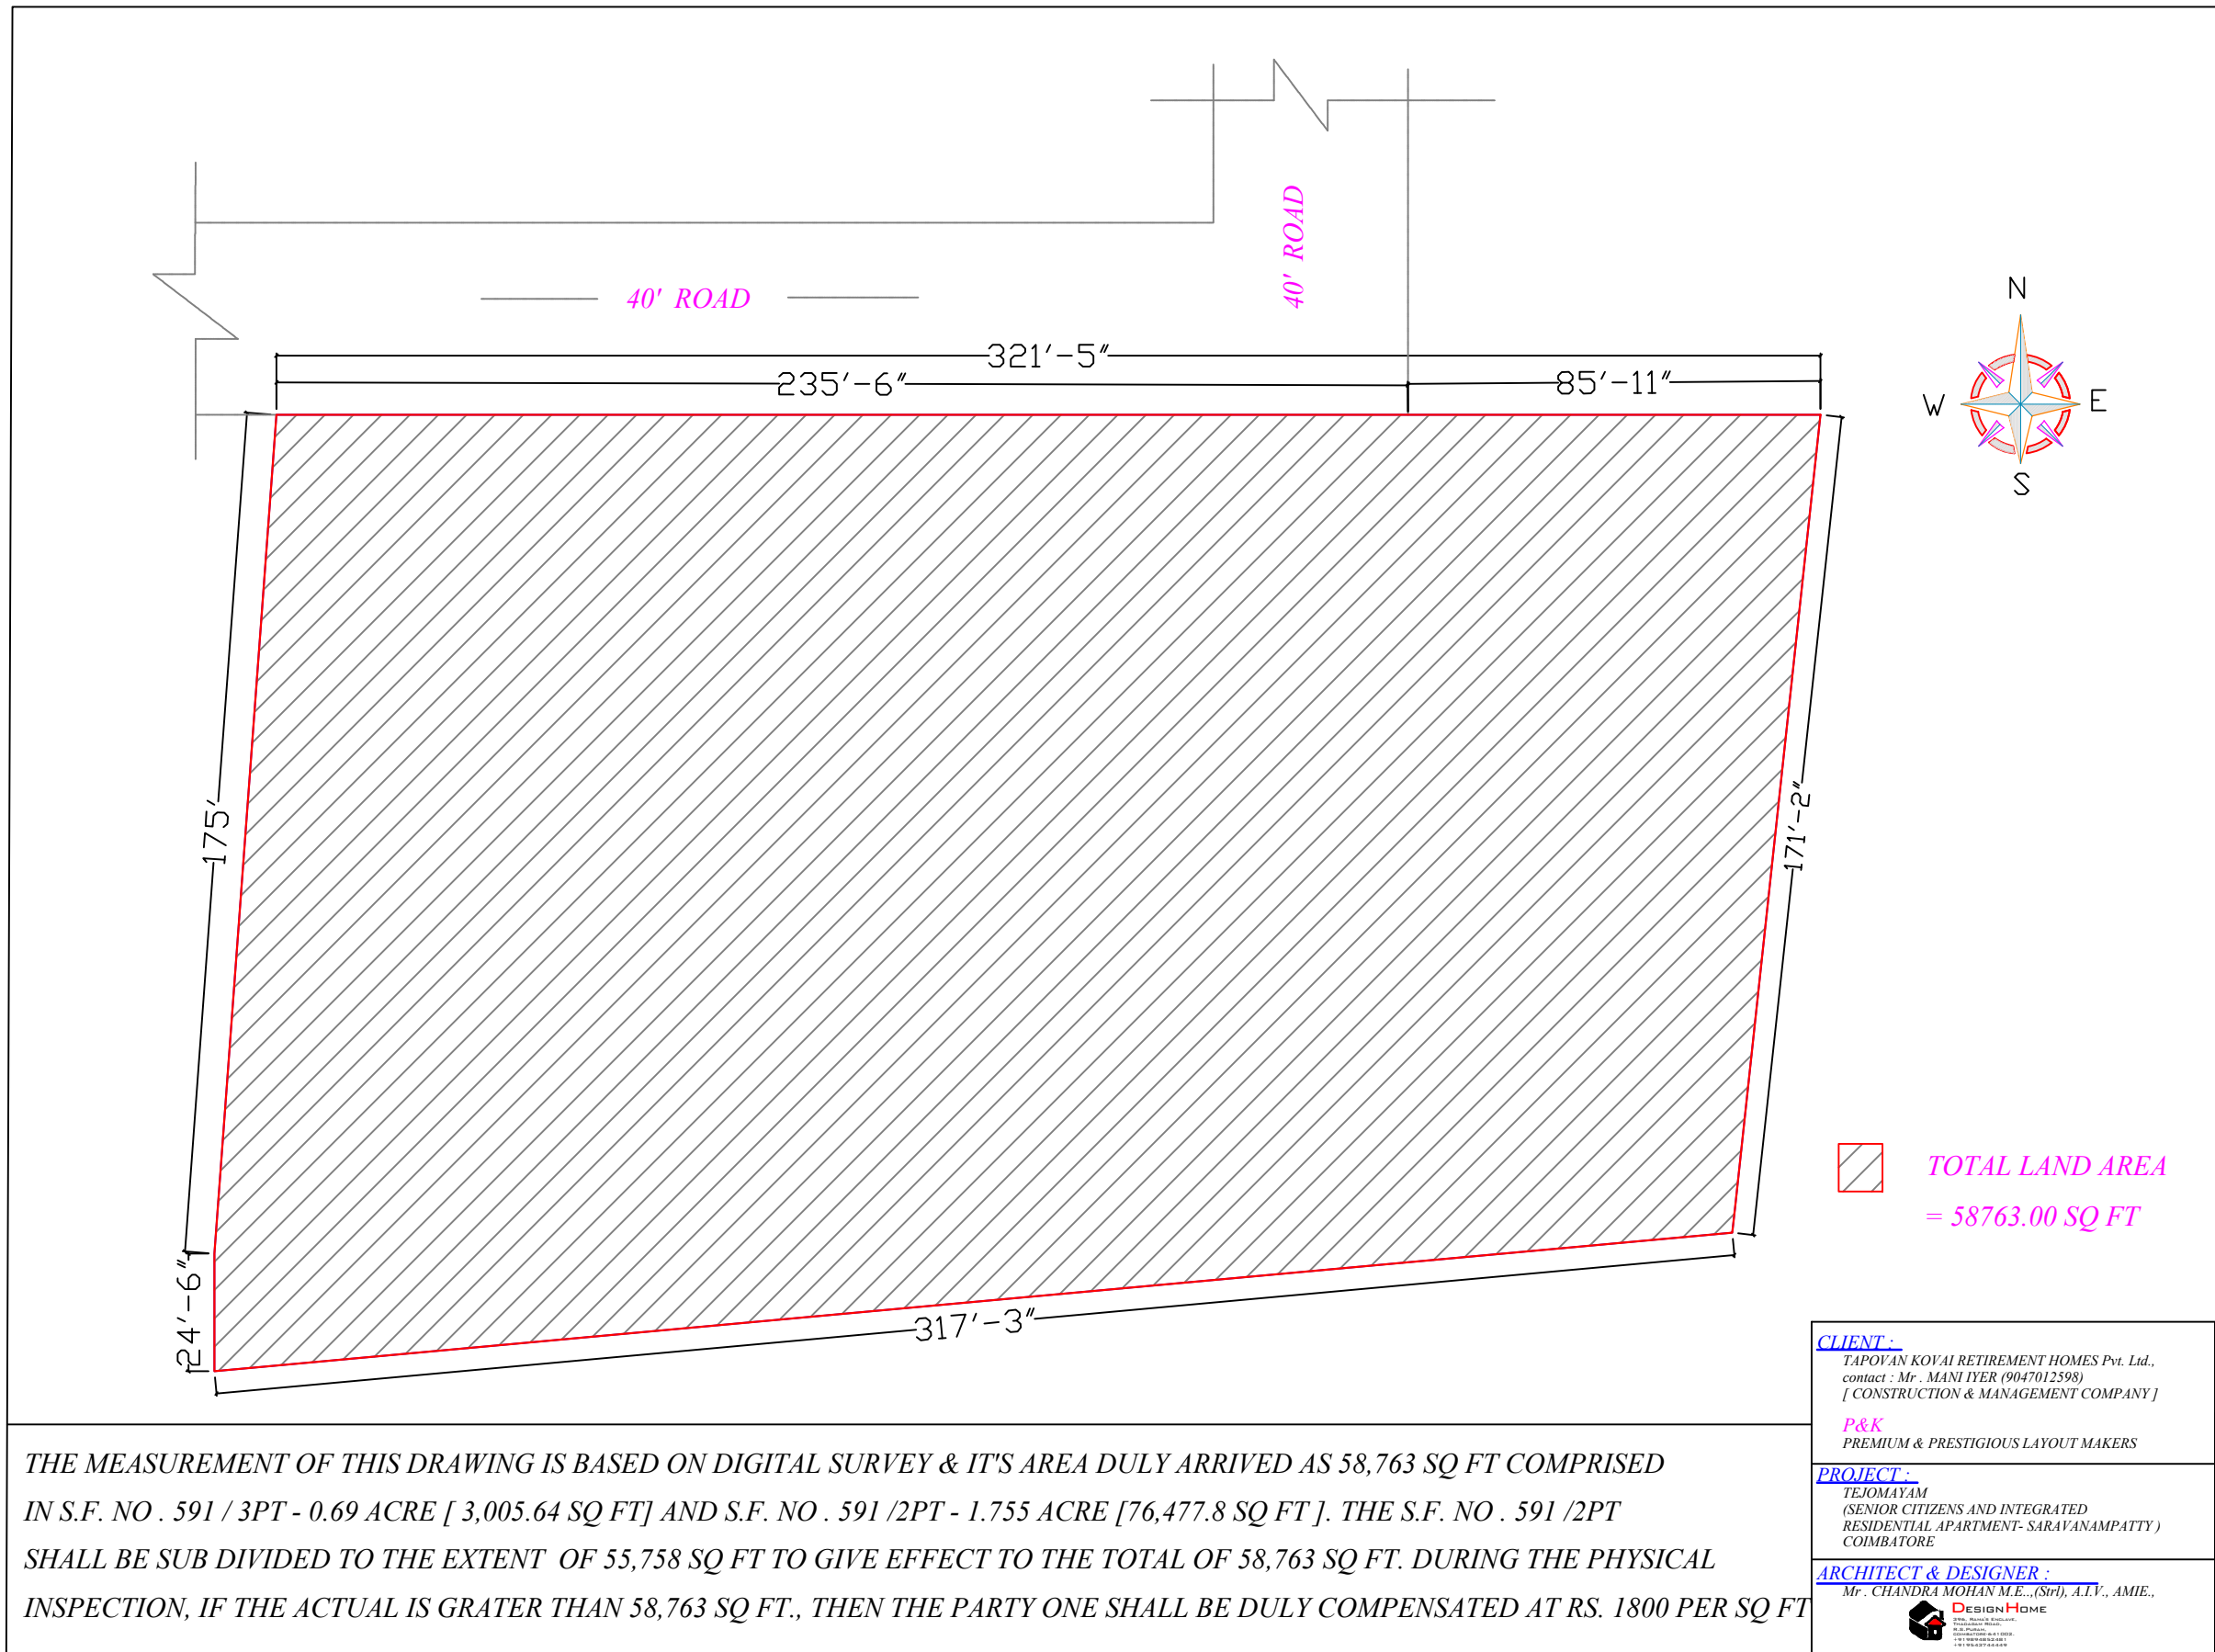 40' ROAD
40' ROAD
321'-5"
235'-6"
85'-11"
N
W
E
S
175'
171'-2"
24'-6"
317'-3"
TOTAL LAND AREA
= 58763.00 SQ FT
THE MEASUREMENT OF THIS DRAWING IS BASED ON DIGITAL SURVEY & IT'S AREA DULY ARRIVED AS 58,763 SQ FT COMPRISED
IN S.F. NO . 591 / 3PT - 0.69 ACRE [ 3,005.64 SQ FT] AND S.F. NO . 591 /2PT - 1.755 ACRE [76,477.8 SQ FT ]. THE S.F. NO . 591 /2PT
SHALL BE SUB DIVIDED TO THE EXTENT OF 55,758 SQ FT TO GIVE EFFECT TO THE TOTAL OF 58,763 SQ FT. DURING THE PHYSICAL
INSPECTION, IF THE ACTUAL IS GRATER THAN 58,763 SQ FT., THEN THE PARTY ONE SHALL BE DULY COMPENSATED AT RS. 1800 PER SQ FT
CLIENT :
TAPOVAN KOVAI RETIREMENT HOMES Pvt. Ltd.,
contact : Mr . MANI IYER (9047012598)
[ CONSTRUCTION & MANAGEMENT COMPANY ]
P&K
PREMIUM & PRESTIGIOUS LAYOUT MAKERS
PROJECT :
TEJOMAYAM
(SENIOR CITIZENS AND INTEGRATED
RESIDENTIAL APARTMENT- SARAVANAMPATTY )
COIMBATORE
ARCHITECT & DESIGNER :
Mr . CHANDRA MOHAN M.E..,(Strl), A.I.V., AMIE.,
DESIGN HOME
R.S.Puram,